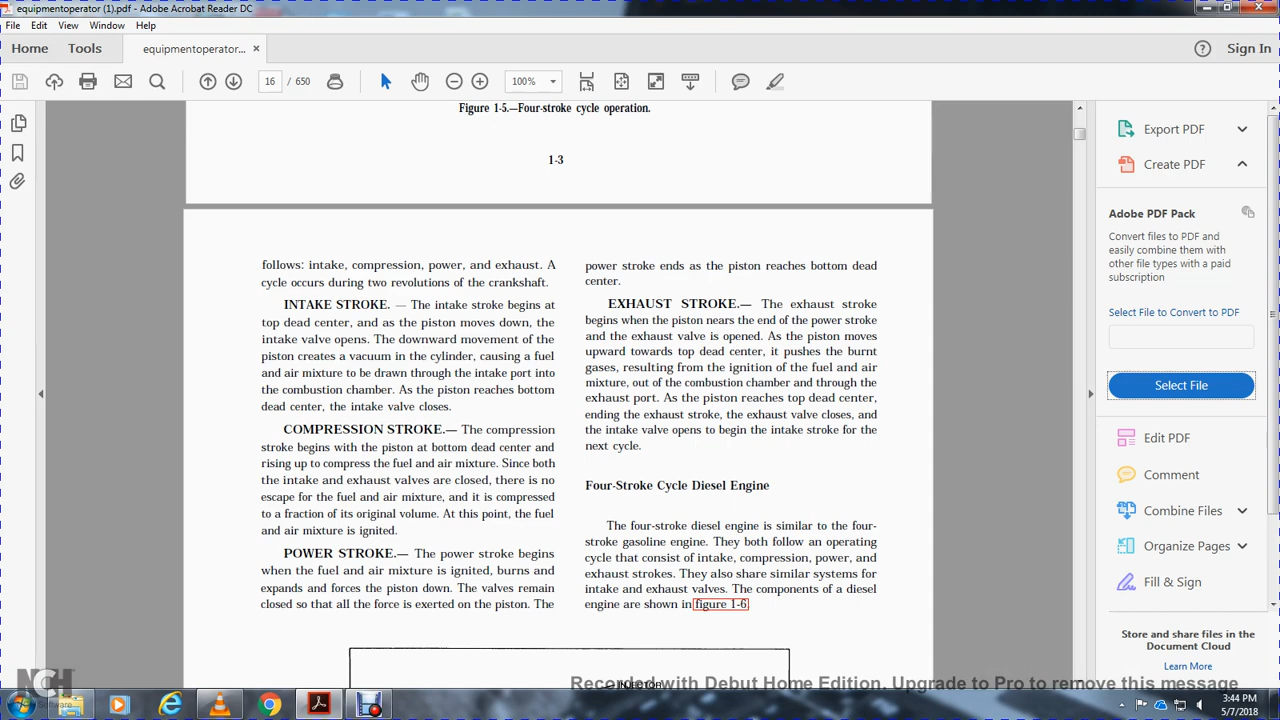 equipmentoperator (1).pdf - Adobe Acrobat Reader DC
File Edit View Window Help
Home Tools equipmentoperator... × Sign In
16 / 650 100%
Figure 1-5.—Four-stroke cycle operation.
1-3
follows: intake, compression, power, and exhaust. A
cycle occurs during two revolutions of the crankshaft.
INTAKE STROKE. — The intake stroke begins at
top dead center, and as the piston moves down, the
intake valve opens. The downward movement of the
piston creates a vacuum in the cylinder, causing a fuel
and air mixture to be drawn through the intake port into
the combustion chamber. As the piston reaches bottom
dead center, the intake valve closes.
COMPRESSION STROKE.— The compression
stroke begins with the piston at bottom dead center and
rising up to compress the fuel and air mixture. Since both
the intake and exhaust valves are closed, there is no
escape for the fuel and air mixture, and it is compressed
to a fraction of its original volume. At this point, the fuel
and air mixture is ignited.
POWER STROKE.— The power stroke begins
when the fuel and air mixture is ignited, burns and
expands and forces the piston down. The valves remain
closed so that all the force is exerted on the piston. The
power stroke ends as the piston reaches bottom dead
center.
EXHAUST STROKE.— The exhaust stroke
begins when the piston nears the end of the power stroke
and the exhaust valve is opened. As the piston moves
upward towards top dead center, it pushes the burnt
gases, resulting from the ignition of the fuel and air
mixture, out of the combustion chamber and through the
exhaust port. As the piston reaches top dead center,
ending the exhaust stroke, the exhaust valve closes, and
the intake valve opens to begin the intake stroke for the
next cycle.
Four-Stroke Cycle Diesel Engine
The four-stroke diesel engine is similar to the four-
stroke gasoline engine. They both follow an operating
cycle that consist of intake, compression, power, and
exhaust strokes. They also share similar systems for
intake and exhaust valves. The components of a diesel
engine are shown in figure 1-6
INJECTOR
Export PDF
Create PDF
Adobe PDF Pack
Convert files to PDF and
easily combine them with
other file types with a paid
subscription
Select File to Convert to PDF
Select File
Edit PDF
Comment
Combine Files
Organize Pages
Fill & Sign
Store and share files in the
Document Cloud
Learn More
NCH
Recorded with Debut Home Edition. Upgrade to Pro to remove this message
3:44 PM
5/7/2018